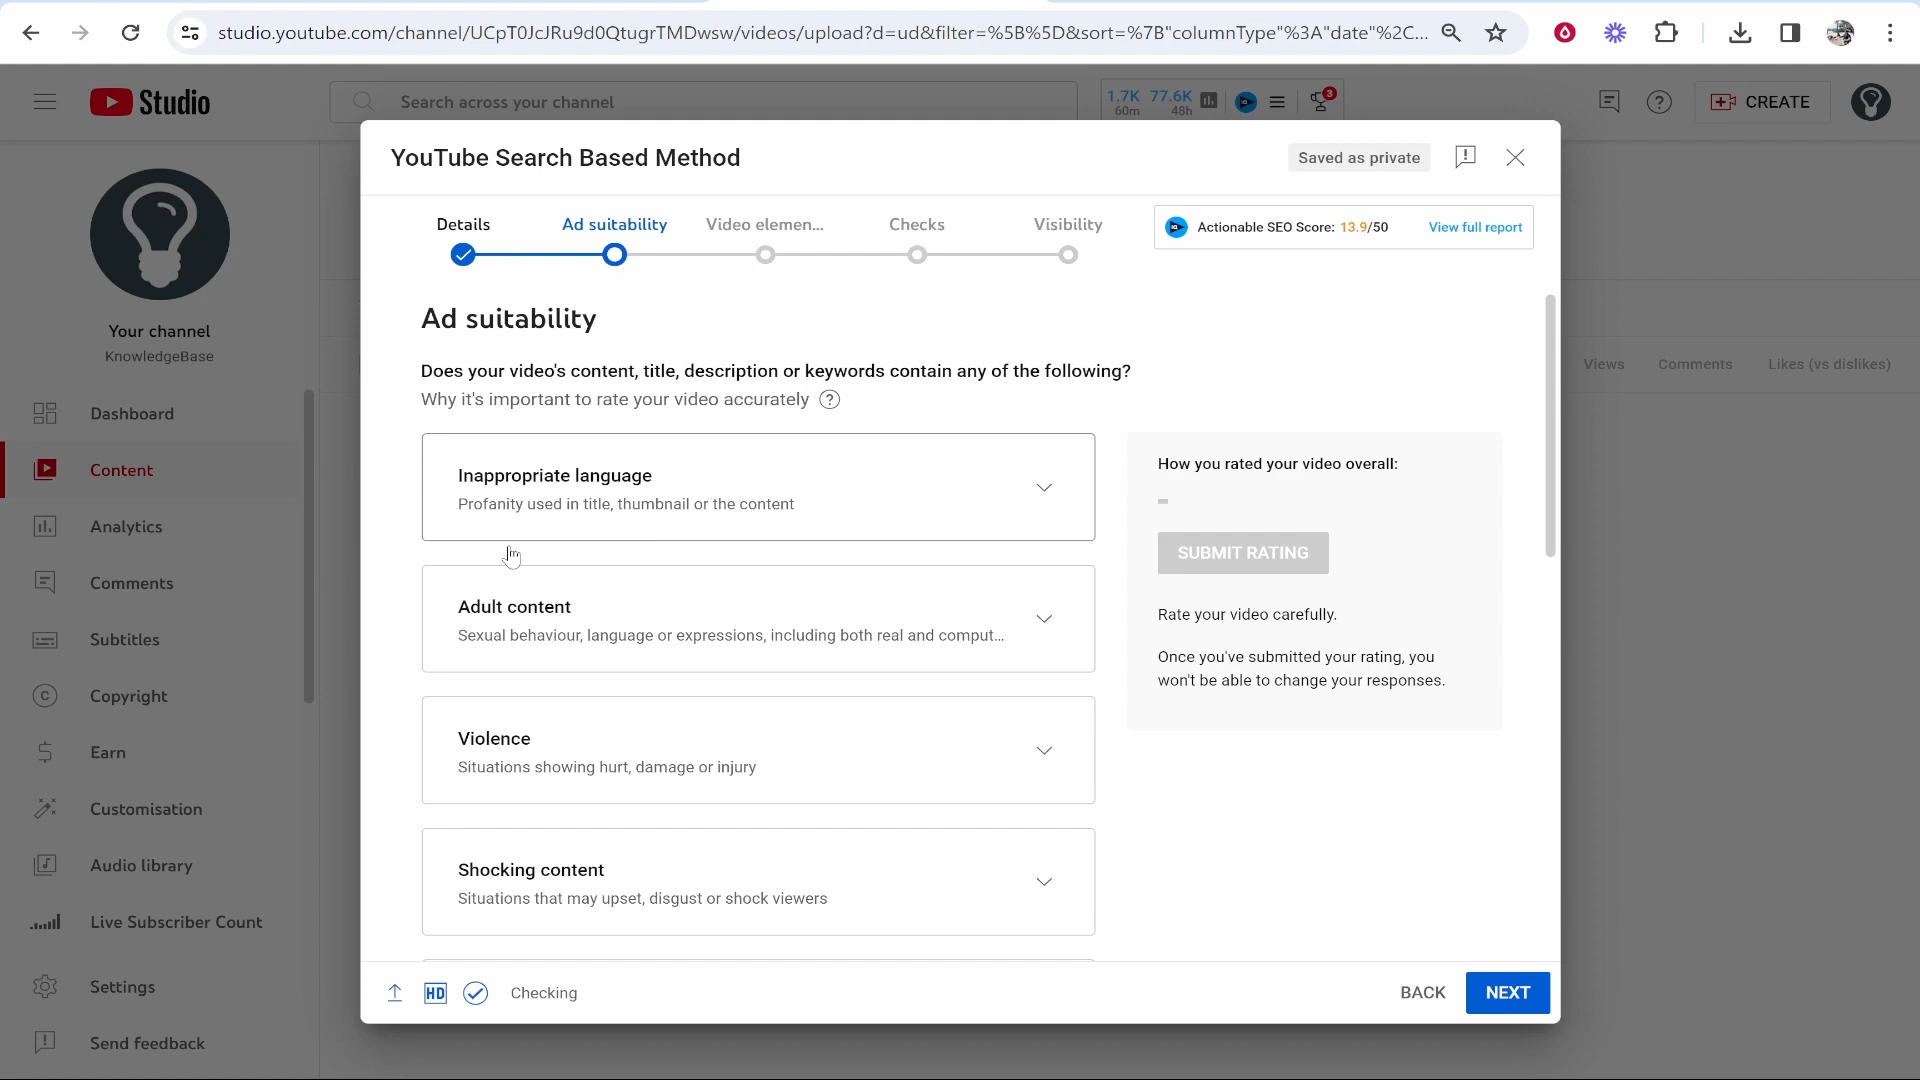 studio.youtube.com/channel/UCpT0JcJRu9d0QtugrTMDwsw/videos/upload?d=ud&filter=%5B%5D&sort=%7B"columnType"%3A"date"%2C...
Studio
Search across your channel
1.7K 77.6K
60m 48h
3
CREATE
YouTube Search Based Method
Saved as private
Details
Ad suitability
Video elemen...
Checks
Visibility
Actionable SEO Score: 13.9/50
View full report
Your channel
KnowledgeBase
Dashboard
Content
Analytics
Comments
Subtitles
Copyright
Earn
Customisation
Audio library
Live Subscriber Count
Settings
Send feedback
Ad suitability
Does your video's content, title, description or keywords contain any of the following?
Why it's important to rate your video accurately
Inappropriate language
Profanity used in title, thumbnail or the content
Adult content
Sexual behaviour, language or expressions, including both real and comput...
Violence
Situations showing hurt, damage or injury
Shocking content
Situations that may upset, disgust or shock viewers
How you rated your video overall:
SUBMIT RATING
Rate your video carefully.
Once you've submitted your rating, you
won't be able to change your responses.
Views
Comments
Likes (vs dislikes)
HD
Checking
BACK
NEXT